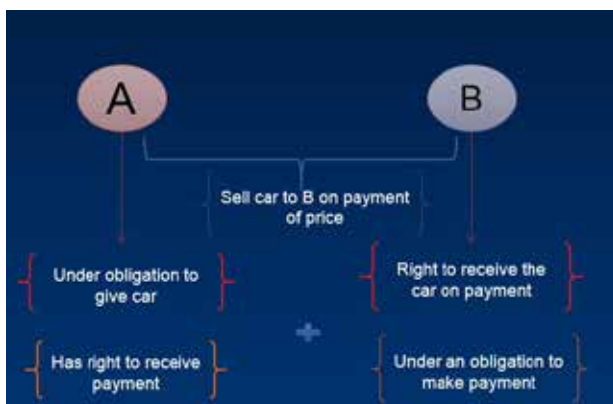 A
B
Sell car to B on payment
of price
Under obligation to
give car
Right to receive the
car on payment
Has right to receive
payment
Under an obligation to
make payment